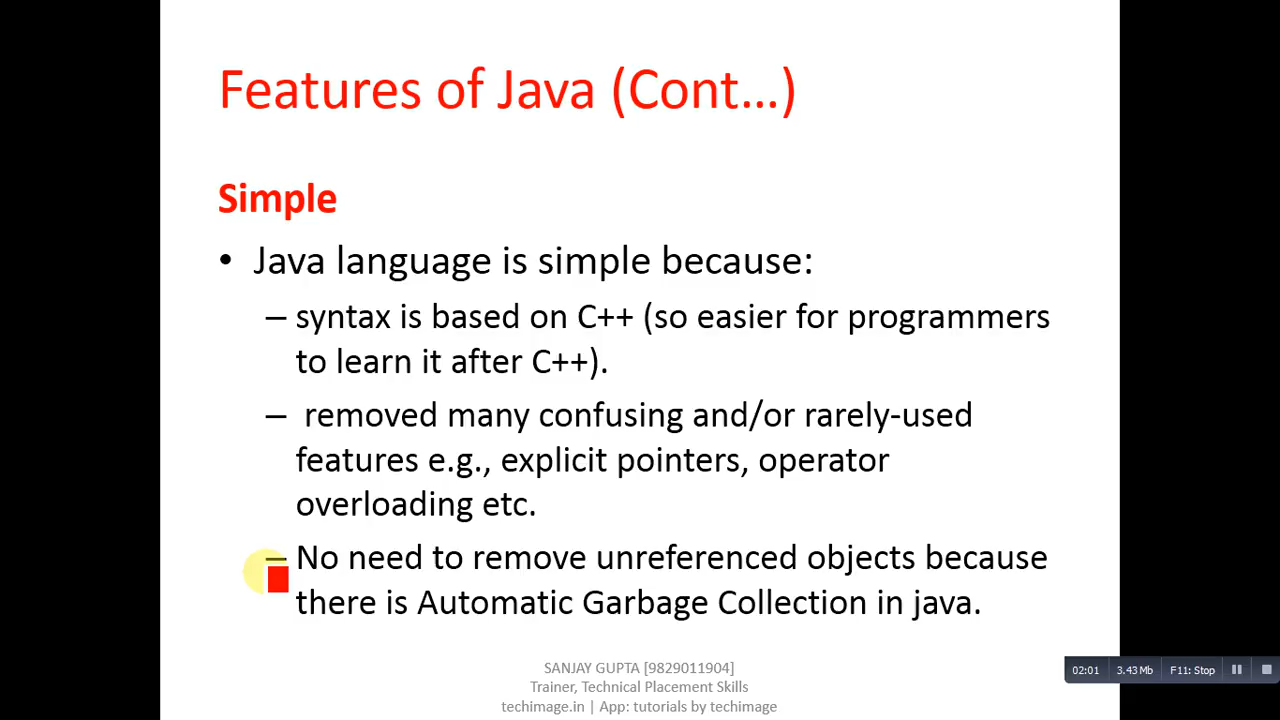 Features of Java (Cont...)
Simple
• Java language is simple because:
– syntax is based on C++ (so easier for programmers
to learn it after C++).
– removed many confusing and/or rarely-used
features e.g., explicit pointers, operator
overloading etc.
– No need to remove unreferenced objects because
there is Automatic Garbage Collection in java.
SANJAY GUPTA [9829011904]
Trainer, Technical Placement Skills
techimage.in | App: tutorials by techimage
02:01 3.43 Mb F11: Stop